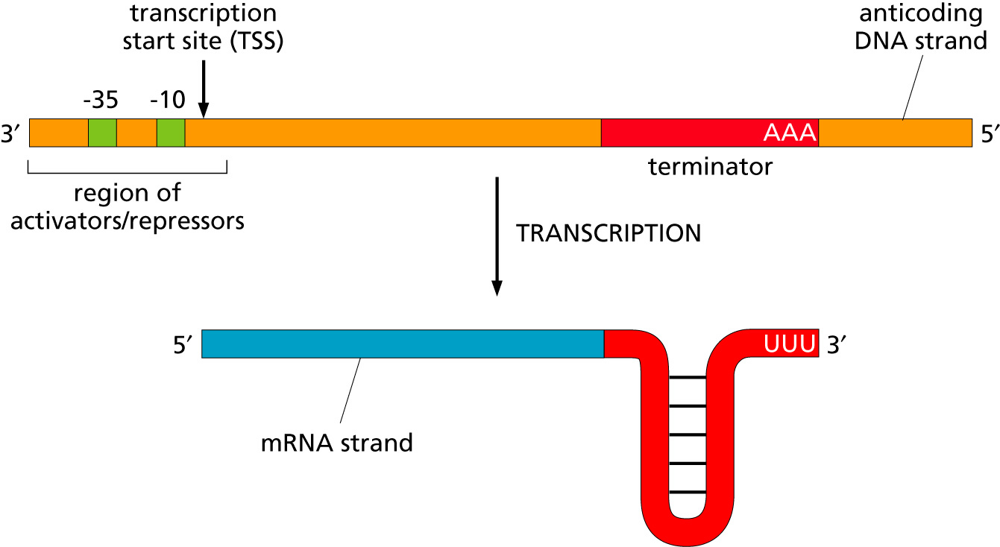 transcription
start site (TSS)
anticoding
DNA strand
-35
-10
3′
AAA
5′
terminator
region of
activators/repressors
TRANSCRIPTION
5′
UUU
3′
mRNA strand